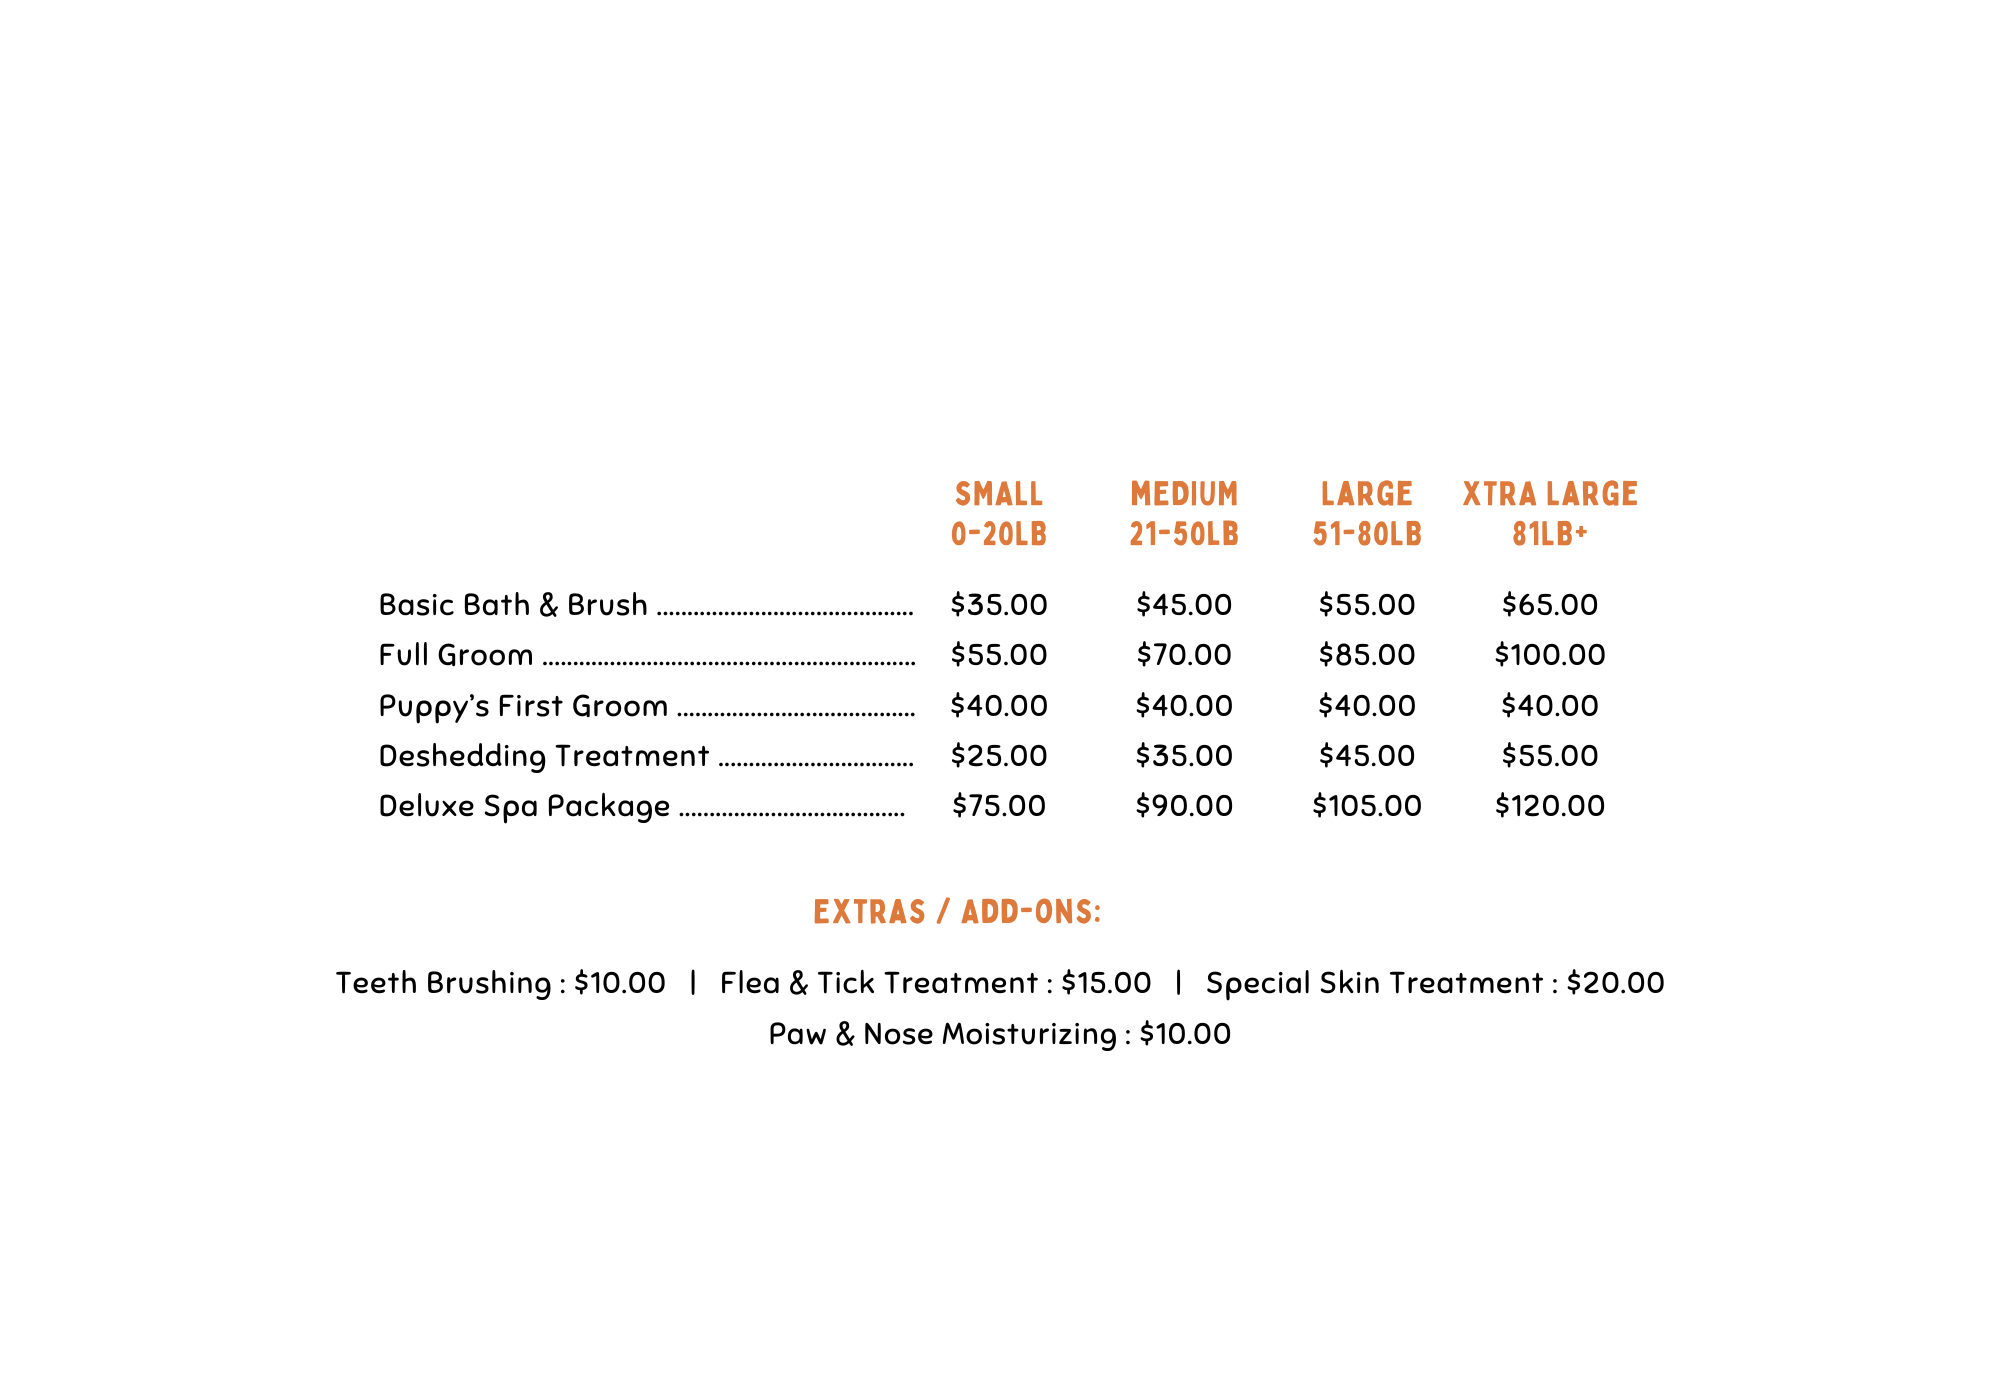 SMALL MEDIUM LARGE XTRA LARGE
0-20LB 21-50LB 51-80LB 81LB+
Basic Bath & Brush .......................................... $35.00 $45.00 $55.00 $65.00
Full Groom ............................................................. $55.00 $70.00 $85.00 $100.00
Puppy’s First Groom ....................................... $40.00 $40.00 $40.00 $40.00
Deshedding Treatment ................................ $25.00 $35.00 $45.00 $55.00
Deluxe Spa Package ..................................... $75.00 $90.00 $105.00 $120.00
EXTRAS / ADD-ONS:
Teeth Brushing : $10.00 | Flea & Tick Treatment : $15.00 | Special Skin Treatment : $20.00
Paw & Nose Moisturizing : $10.00